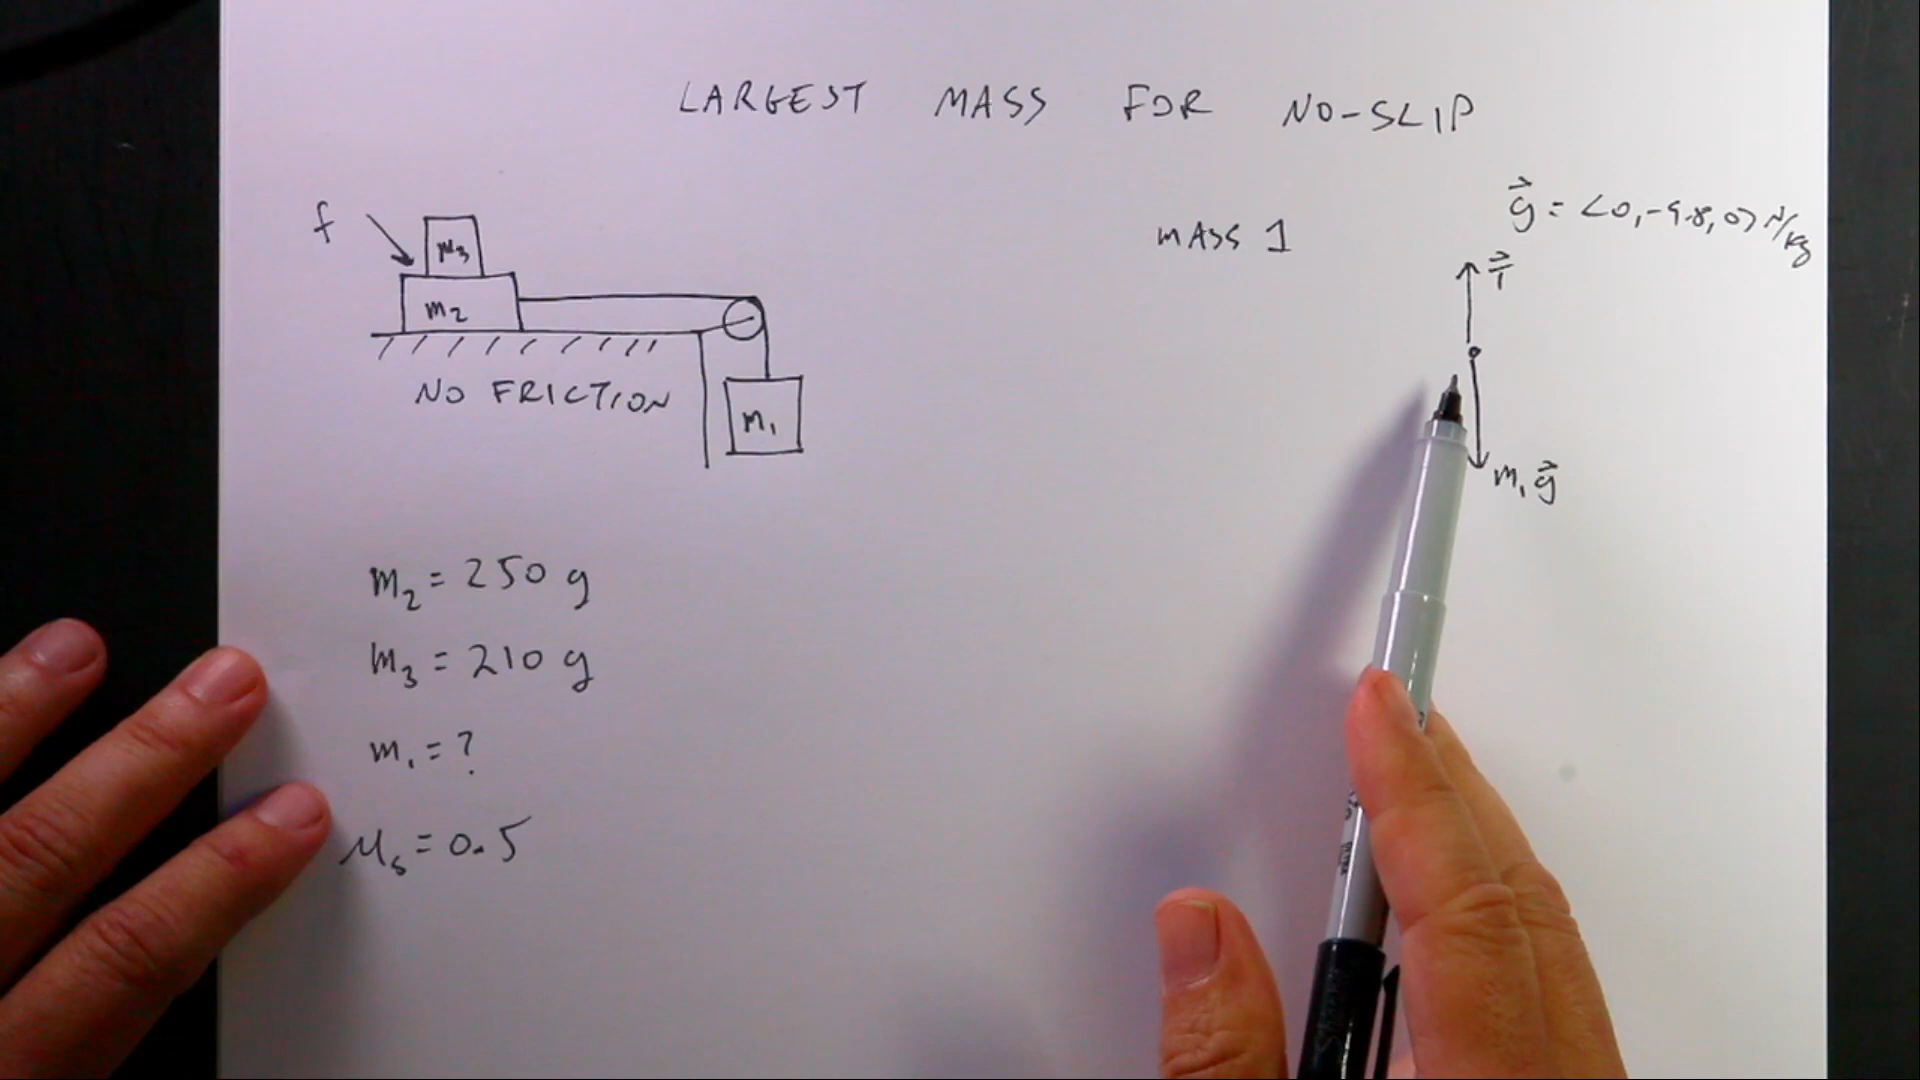 LARGEST MASS FOR NO-SLIP
f
m₃
m₂
NO FRICTION
m₁
m₂ = 250 g
m₃ = 210 g
m₁ = ?
μₛ = 0.5
MASS 1
g⃗ = <0,-9.8,0> N/kg
T⃗
m₁g⃗